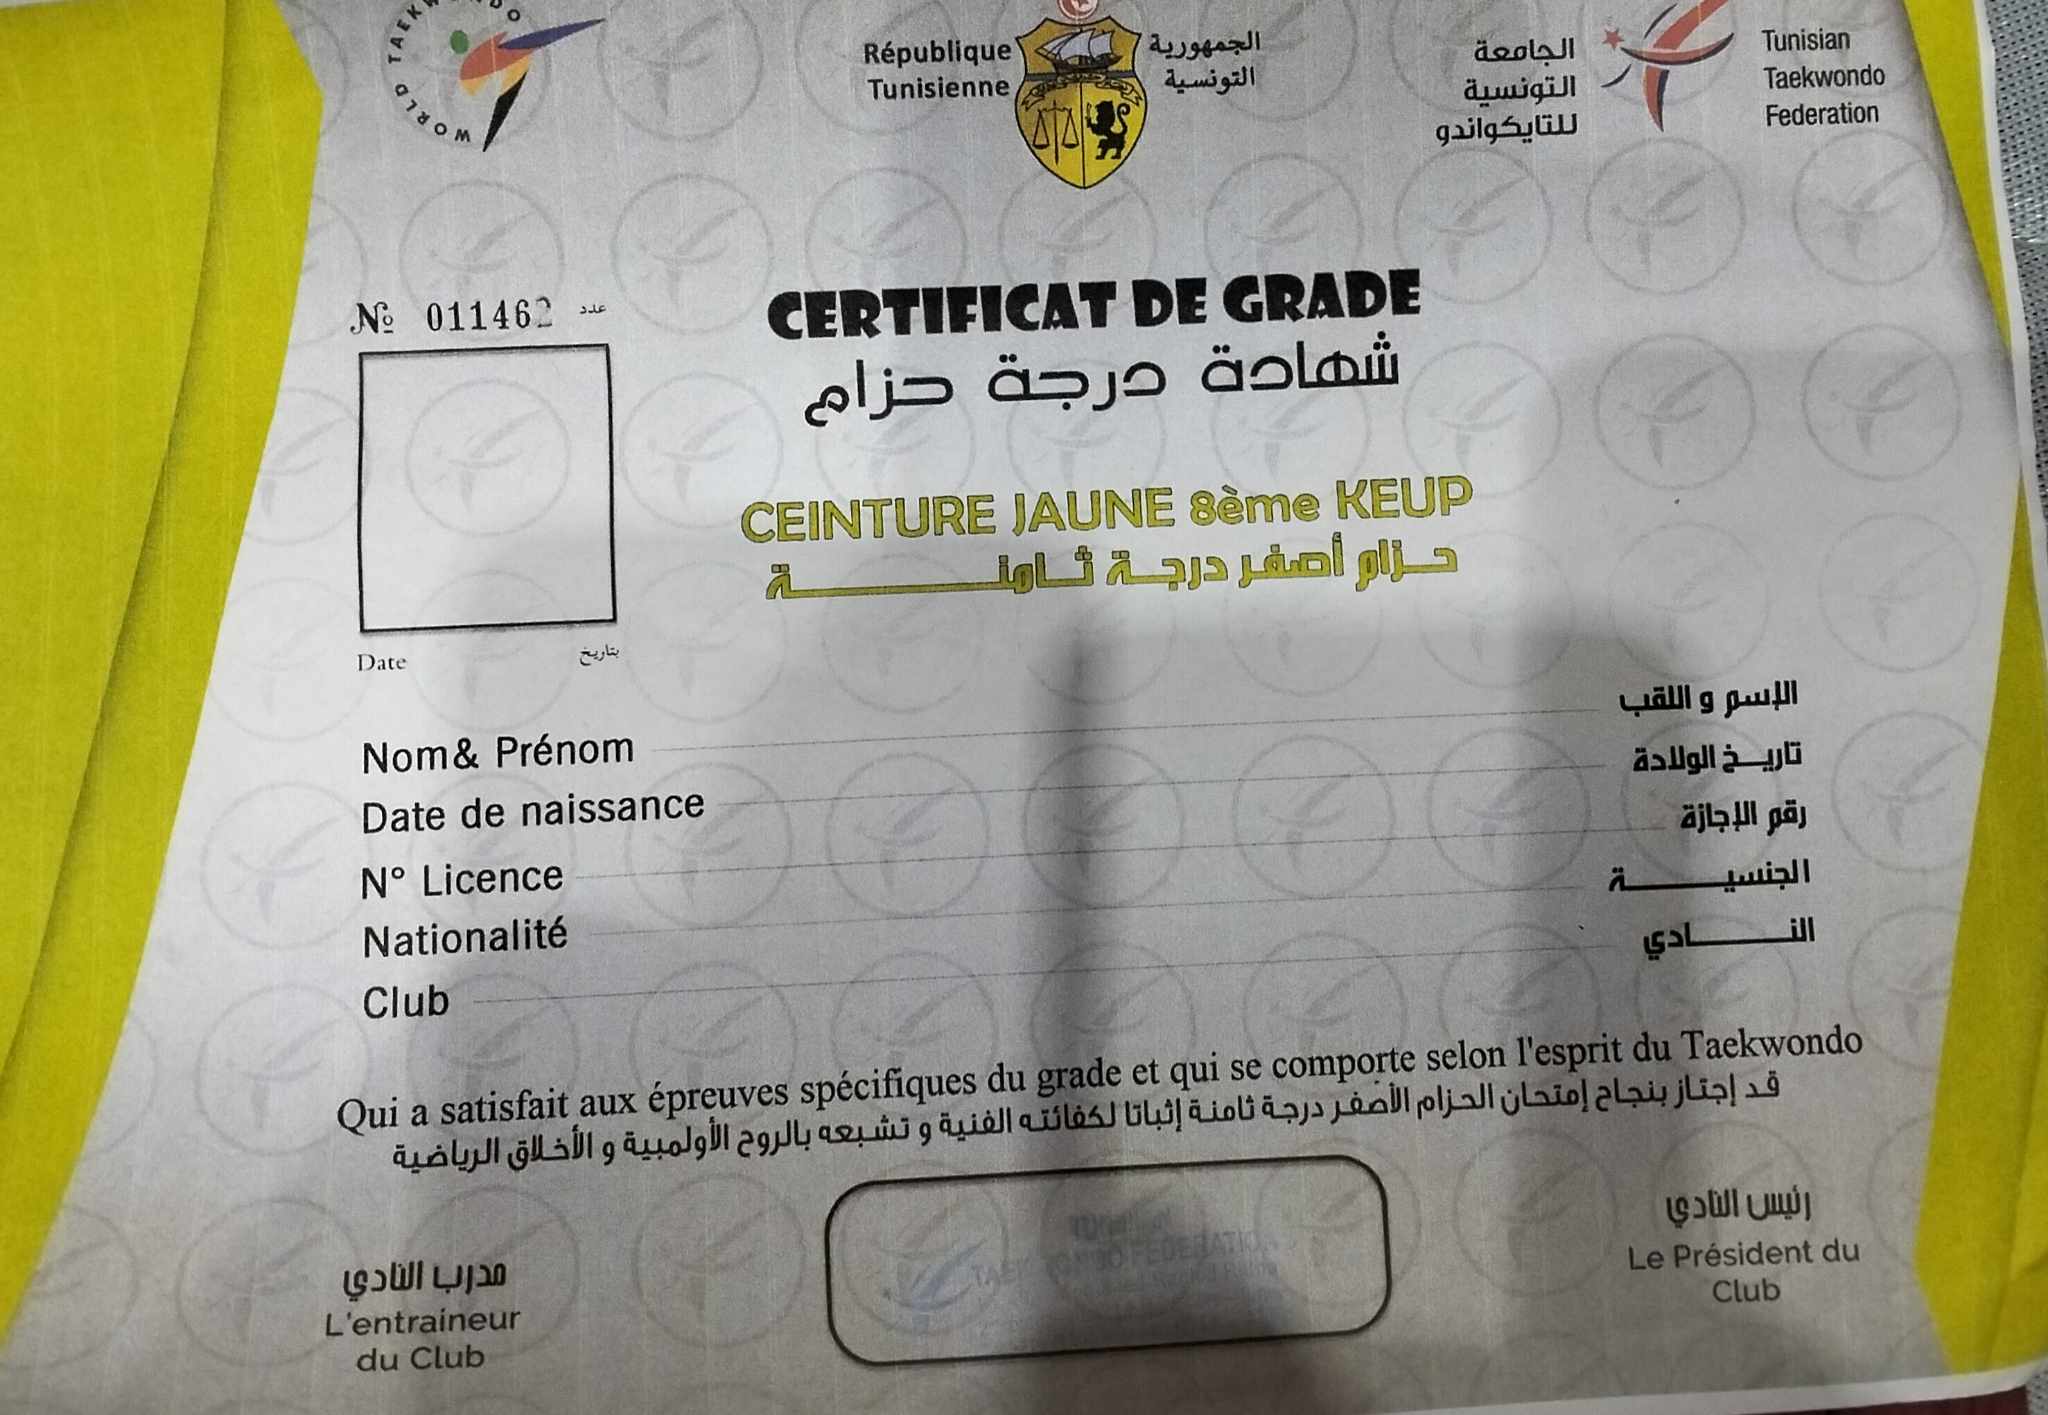 WORLD TAEKWONDO
République
Tunisienne
الجمهورية
التونسية
الجامعة
التونسية
للتايكواندو
Tunisian
Taekwondo
Federation
№ 011462 عدد
CERTIFICAT DE GRADE
شهادة درجة حزام
CEINTURE JAUNE 8ème KEUP
حزام أصفر درجة ثامنة
Date بتاريخ
Nom& Prénom الإسم و اللقب
Date de naissance تاريخ الولادة
N° Licence رقم الإجازة
Nationalité الجنسية
Club النادي
Qui a satisfait aux épreuves spécifiques du grade et qui se comporte selon l'esprit du Taekwondo
قد إجتاز بنجاح إمتحان الحزام الأصفر درجة ثامنة إثباتا لكفائته الفنية و تشبعه بالروح الأولمبية و الأخلاق الرياضية
مدرب النادي
L'entraineur
du Club
FEDERATION
رئيس النادي
Le Président du
Club